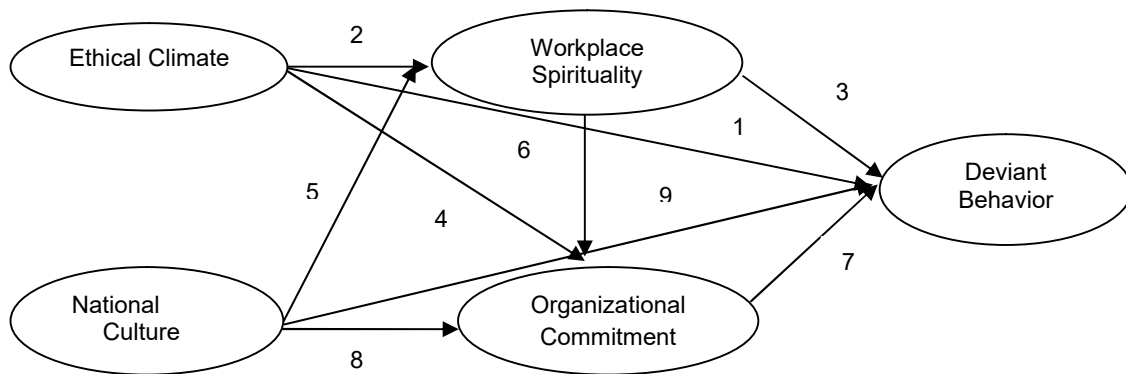 2
Ethical Climate
Workplace
Spirituality
3
1
6
Deviant
Behavior
5
9
4
7
National
Culture
Organizational
Commitment
8